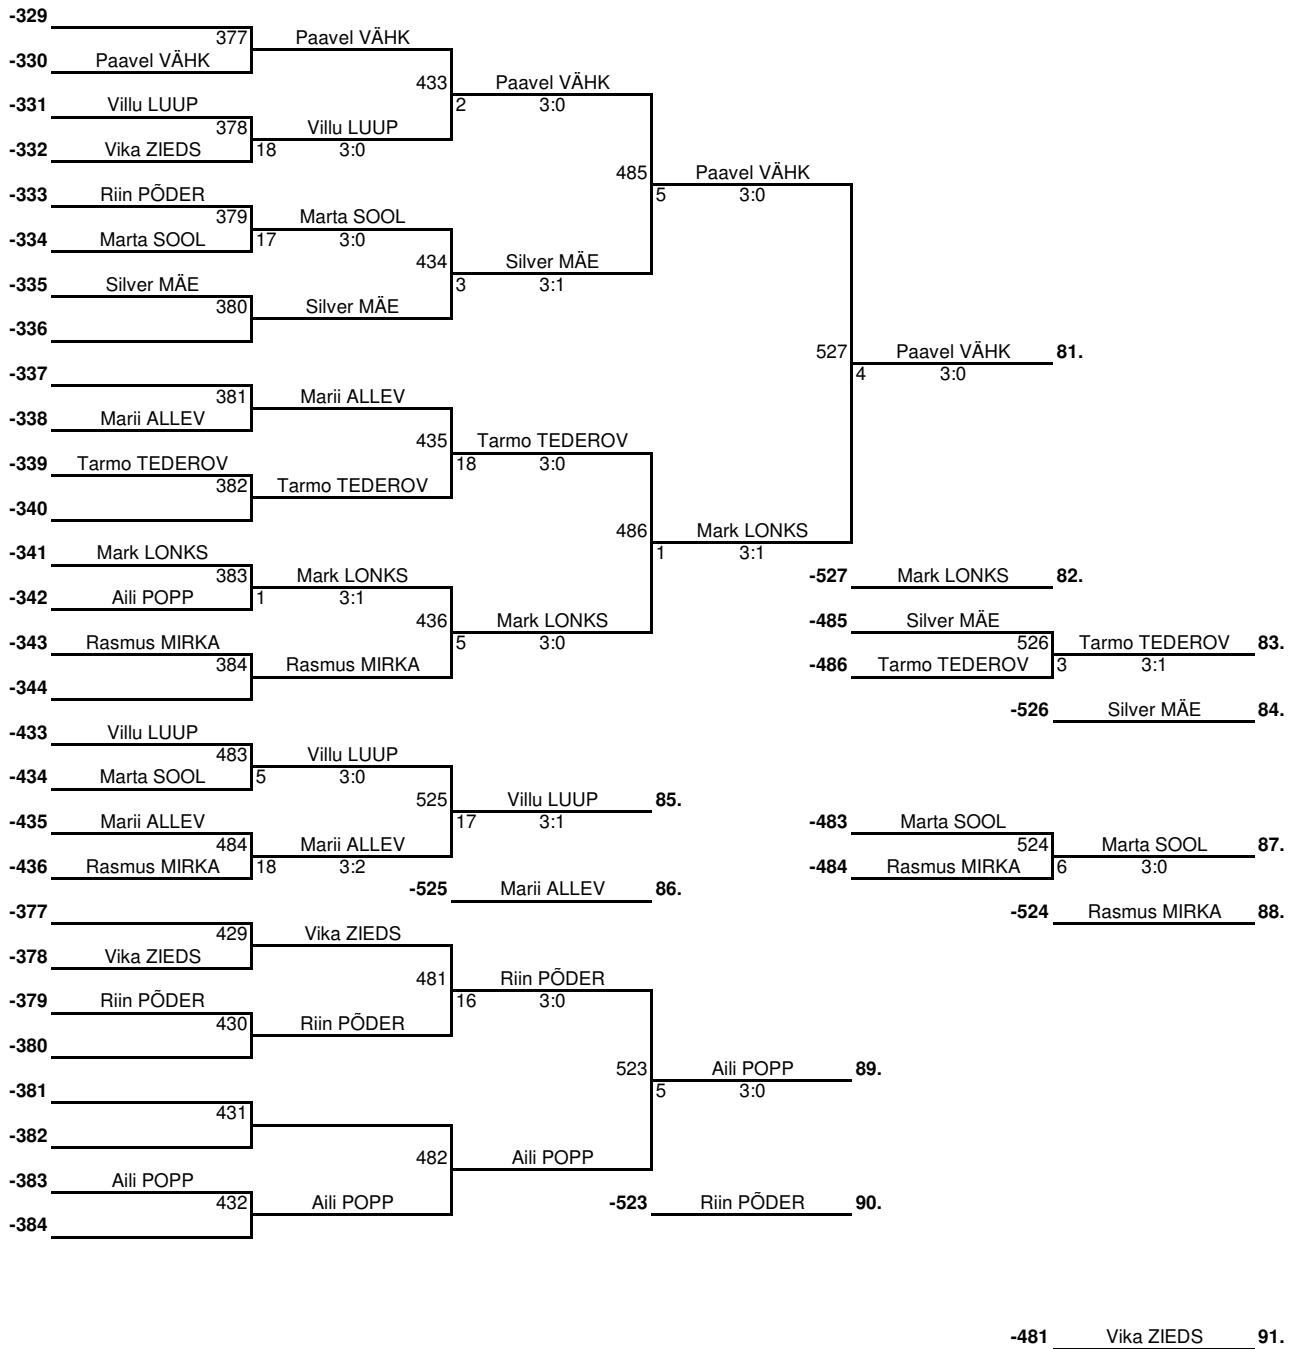 -329
377 Paavel VÄHK
-330 Paavel VÄHK
433 Paavel VÄHK
-331 Villu LUUP 2 3:0
378 Villu LUUP
-332 Vika ZIEDS 18 3:0
485 Paavel VÄHK
-333 Riin PÕDER 5 3:0
379 Marta SOOL
-334 Marta SOOL 17 3:0
434 Silver MÄE
-335 Silver MÄE 3 3:1
380 Silver MÄE
-336
527 Paavel VÄHK 81.
-337 4 3:0
381 Marii ALLEV
-338 Marii ALLEV
435 Tarmo TEDEROV
-339 Tarmo TEDEROV 18 3:0
382 Tarmo TEDEROV
-340
486 Mark LONKS
-341 Mark LONKS 1 3:1
383 Mark LONKS -527 Mark LONKS 82.
-342 Aili POPP 1 3:1
436 Mark LONKS -485 Silver MÄE
-343 Rasmus MIRKA 5 3:0 526 Tarmo TEDEROV 83.
384 Rasmus MIRKA -486 Tarmo TEDEROV 3 3:1
-344
-526 Silver MÄE 84.
-433 Villu LUUP
483 Villu LUUP
-434 Marta SOOL 5 3:0
525 Villu LUUP 85.
-435 Marii ALLEV 17 3:1 -483 Marta SOOL
484 Marii ALLEV 524 Marta SOOL 87.
-436 Rasmus MIRKA 18 3:2 -484 Rasmus MIRKA 6 3:0
-525 Marii ALLEV 86.
-377 -524 Rasmus MIRKA 88.
429 Vika ZIEDS
-378 Vika ZIEDS
481 Riin PÕDER
-379 Riin PÕDER 16 3:0
430 Riin PÕDER
-380
523 Aili POPP 89.
-381 5 3:0
431
-382
482 Aili POPP
-383 Aili POPP
432 Aili POPP -523 Riin PÕDER 90.
-384
-481 Vika ZIEDS 91.